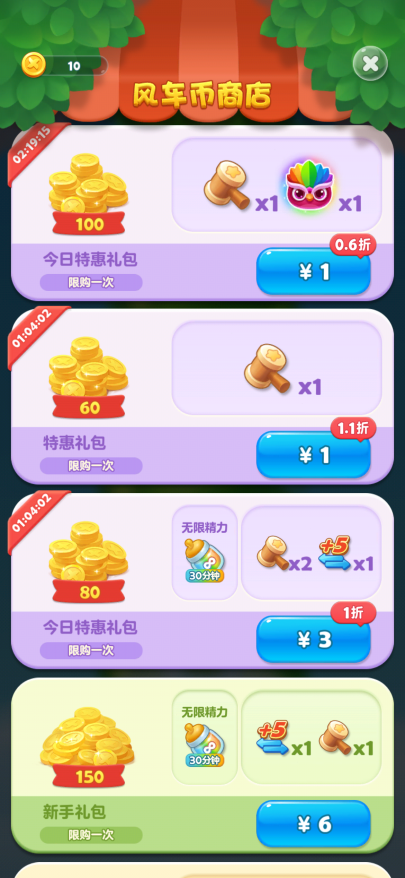 10
风车币商店
02:19:15
100
x1
x1
0.6折
今日特惠礼包
限购一次
¥ 1
01:04:02
60
x1
1.1折
特惠礼包
限购一次
¥ 1
01:04:02
80
无限精力
30分钟
x2
+5
x1
1折
今日特惠礼包
限购一次
¥ 3
150
无限精力
30分钟
+5
x1
x1
新手礼包
限购一次
¥ 6